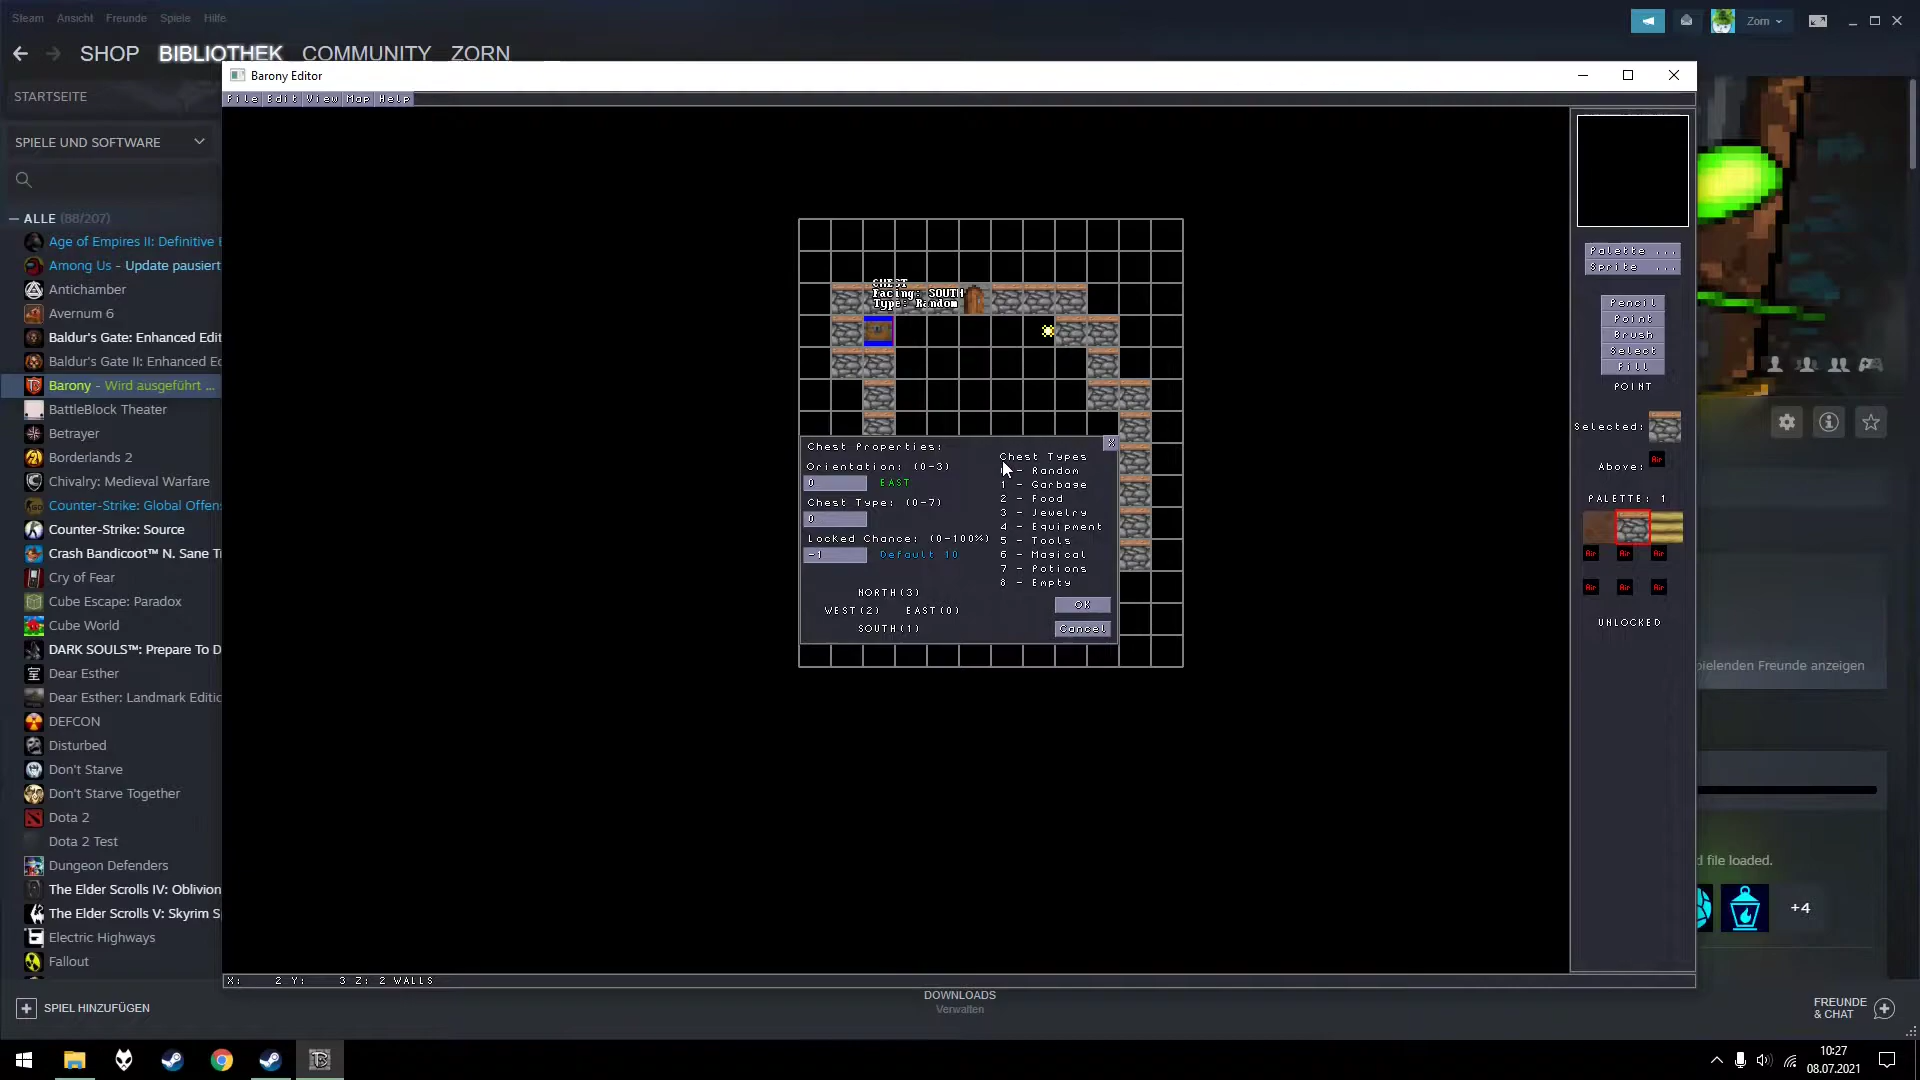 Steam Ansicht Freunde Spiele Hilfe
Zorn
SHOP BIBLIOTHEK COMMUNITY ZORN
Barony Editor
File Edit View Map Help
STARTSEITE
SPIELE UND SOFTWARE
ALLE (88/207)
Age of Empires II: Definitive E
Among Us - Update pausiert
Antichamber
Avernum 6
Baldur's Gate: Enhanced Edit
Baldur's Gate II: Enhanced Ed
Barony - Wird ausgeführt ...
BattleBlock Theater
Betrayer
Borderlands 2
Chivalry: Medieval Warfare
Counter-Strike: Global Offens
Counter-Strike: Source
Crash Bandicoot™ N. Sane T
Cry of Fear
Cube Escape: Paradox
Cube World
DARK SOULS™: Prepare To D
Dear Esther
Dear Esther: Landmark Editio
DEFCON
Disturbed
Don't Starve
Don't Starve Together
Dota 2
Dota 2 Test
Dungeon Defenders
The Elder Scrolls IV: Oblivion
The Elder Scrolls V: Skyrim S
Electric Highways
Fallout
SPIEL HINZUFÜGEN
CHEST
Facing: SOUTH
Type: Random
Chest Properties: X
Orientation: (0-3)
0 EAST
Chest Type: (0-7)
0
Locked Chance: (0-100%)
-1 Default 10
NORTH(3)
WEST(2) EAST(0)
SOUTH(1)
Chest Types
- Random
1 - Garbage
2 - Food
3 - Jewelry
4 - Equipment
5 - Tools
6 - Magical
7 - Potions
8 - Empty
OK
Cancel
Palette ...
Sprite ...
Pencil
Point
Brush
Select
Fill
POINT
Selected:
Above: Air
PALETTE: 1
Air Air Air
Air Air Air
UNLOCKED
pielenden Freunde anzeigen
d file loaded.
+4
X: 2 Y: 3 Z: 2 WALLS
DOWNLOADS
Verwalten
FREUNDE
& CHAT
10:27
08.07.2021